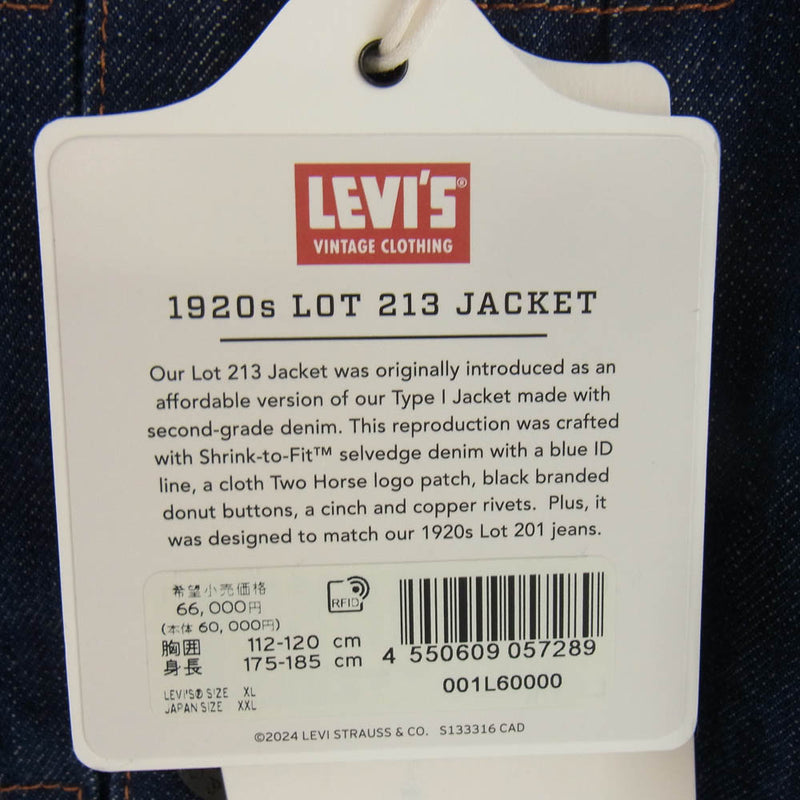 LEVI'S®
VINTAGE CLOTHING
1920s LOT 213 JACKET
Our Lot 213 Jacket was originally introduced as an
affordable version of our Type I Jacket made with
second-grade denim. This reproduction was crafted
with Shrink-to-Fit™ selvedge denim with a blue ID
line, a cloth Two Horse logo patch, black branded
donut buttons, a cinch and copper rivets. Plus, it
was designed to match our 1920s Lot 201 jeans.
希望小売価格
66,000円
(本体 60,000円)
胸囲 112-120 cm
身長 175-185 cm
LEVI'S® SIZE XL
JAPAN SIZE XXL
RFID
4 550609 057289
001L60000
©2024 LEVI STRAUSS & CO. S133316 CAD